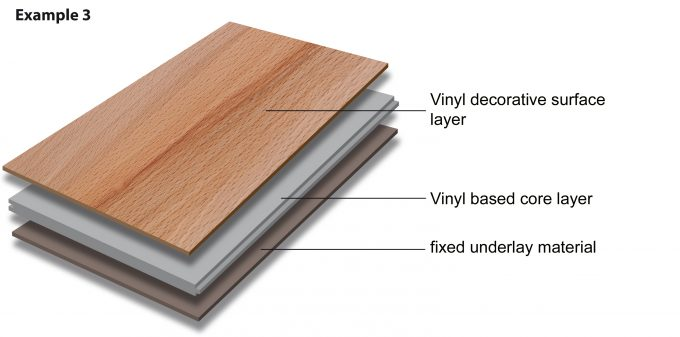 Example 3
Vinyl decorative surface
layer
Vinyl based core layer
fixed underlay material